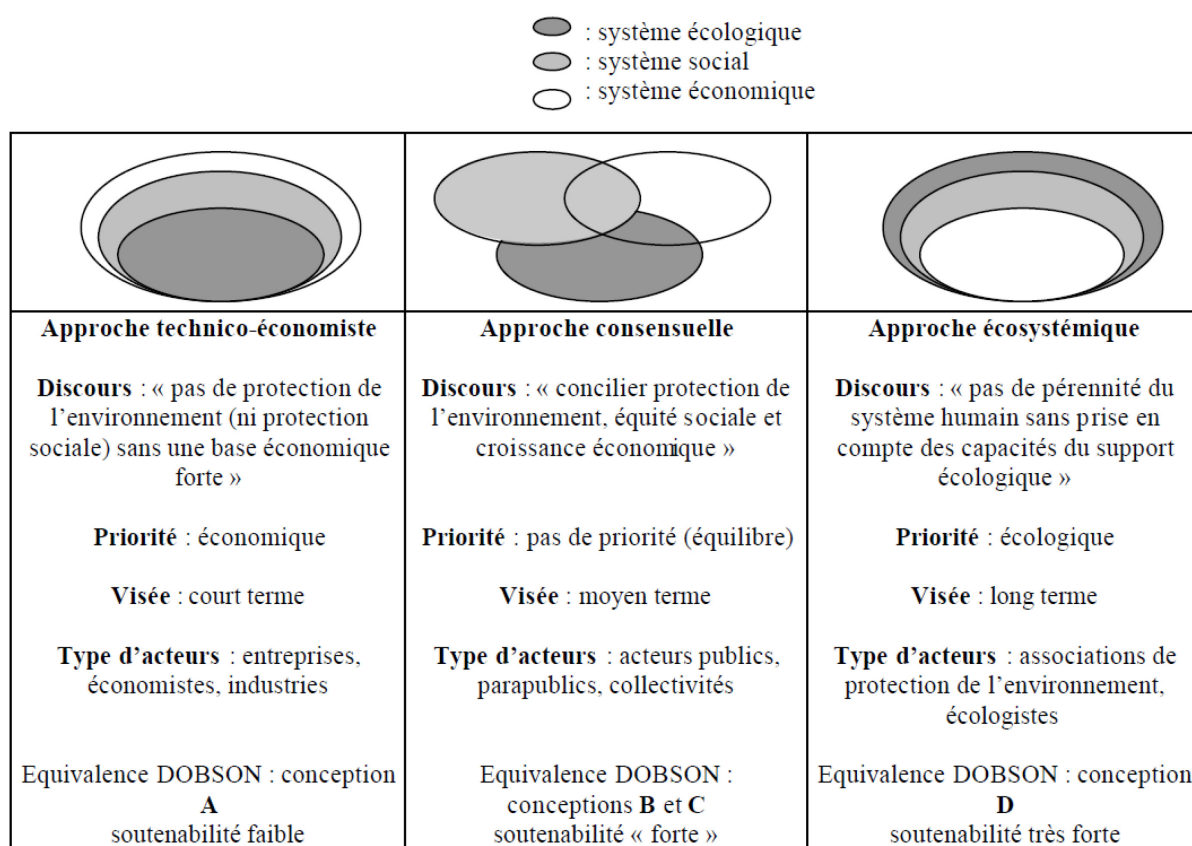 : système écologique
: système social
: système économique
Approche technico-économiste
Discours : « pas de protection de
l'environnement (ni protection
sociale) sans une base économique
forte »
Priorité : économique
Visée : court terme
Type d'acteurs : entreprises,
économistes, industries
Equivalence DOBSON : conception
A
soutenabilité faible
Approche consensuelle
Discours : « concilier protection de
l'environnement, équité sociale et
croissance économique »
Priorité : pas de priorité (équilibre)
Visée : moyen terme
Type d'acteurs : acteurs publics,
parapublics, collectivités
Equivalence DOBSON :
conceptions B et C
soutenabilité « forte »
Approche écosystémique
Discours : « pas de pérennité du
système humain sans prise en
compte des capacités du support
écologique »
Priorité : écologique
Visée : long terme
Type d'acteurs : associations de
protection de l'environnement,
écologistes
Equivalence DOBSON : conception
D
soutenabilité très forte